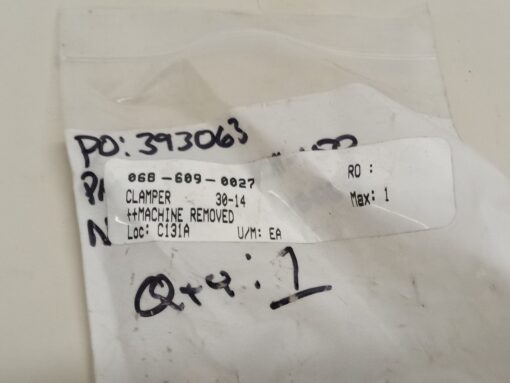 PO: 393063
068-609-0027
RO :
CLAMPER 30-14
Max: 1
‡‡MACHINE REMOVED
Loc: C131A U/M: EA
Qty: 1